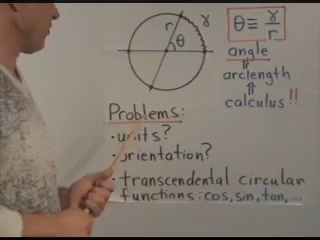 r γ
θ
θ ≡ γ/r
angle
⇑
arclength
⇑
calculus !!
Problems:
• units?
• orientation?
• transcendental circular
functions: cos, sin, tan, ...